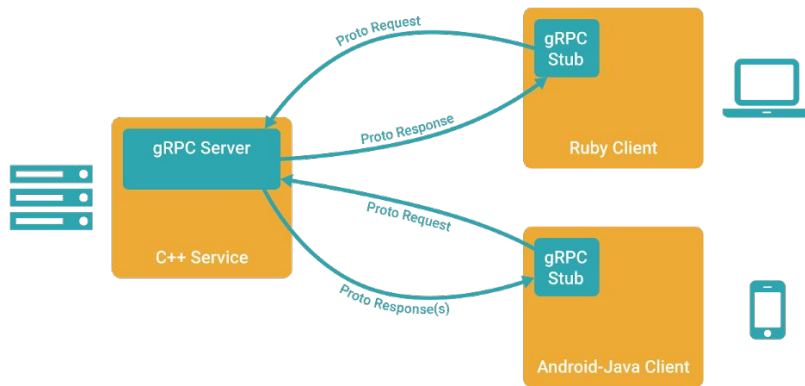 Proto Request
gRPC
Stub
Ruby Client
Proto Response
gRPC Server
C++ Service
Proto Request
gRPC
Stub
Proto Response(s)
Android-Java Client